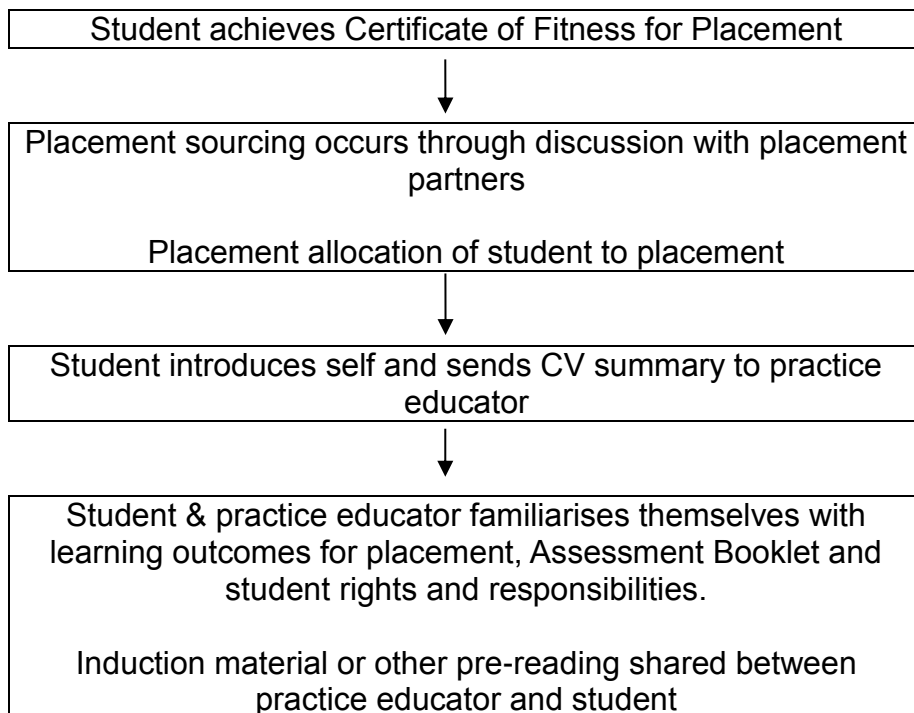 Student achieves Certificate of Fitness for Placement
Placement sourcing occurs through discussion with placement
partners
Placement allocation of student to placement
Student introduces self and sends CV summary to practice
educator
Student & practice educator familiarises themselves with
learning outcomes for placement, Assessment Booklet and
student rights and responsibilities.
Induction material or other pre-reading shared between
practice educator and student